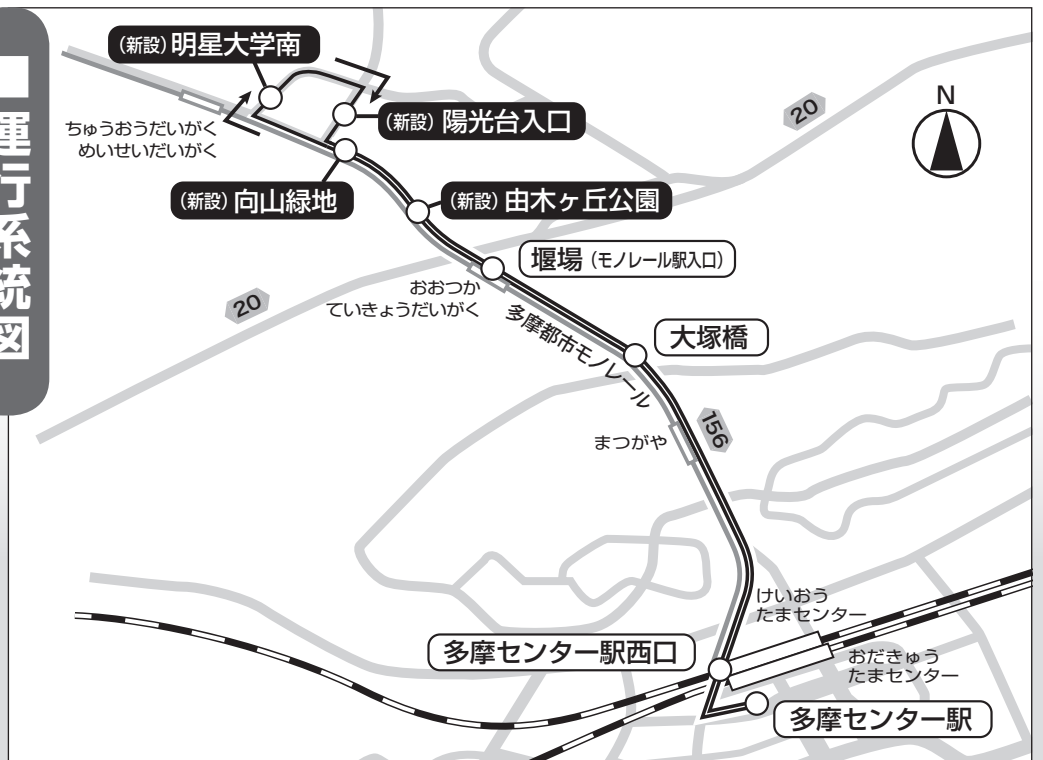 運行系統図
(新設)明星大学南
(新設)陽光台入口
ちゅうおうだいがく
めいせいだいがく
(新設)向山緑地
(新設)由木ヶ丘公園
20
N
堰場(モノレール駅入口)
おおつか
ていきょうだいがく
20
多摩都市モノレール
大塚橋
まつがや
156
けいおう
たまセンター
多摩センター駅西口
おだきゅう
たまセンター
多摩センター駅